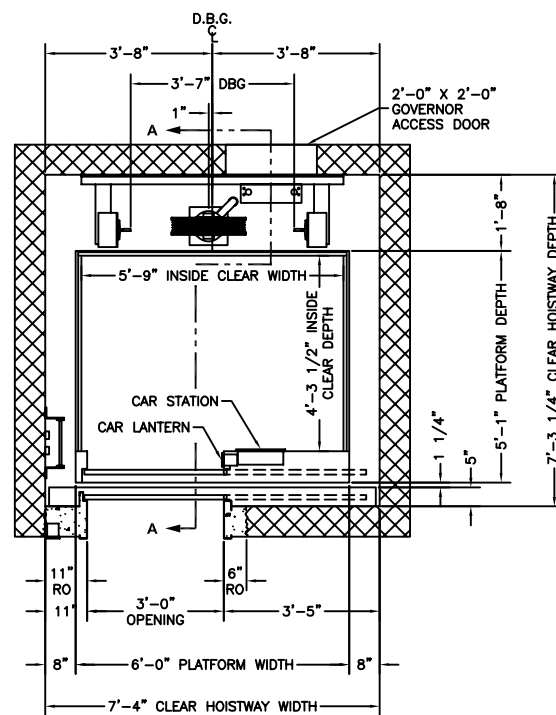 D.B.G.
C̲L
3'-8" 3'-8"
3'-7" DBG
1"
A
2'-0" X 2'-0"
GOVERNOR
ACCESS DOOR
1'-8"
5'-9" INSIDE CLEAR WIDTH
4'-3 1/2" INSIDE
CLEAR DEPTH
5'-1" PLATFORM DEPTH
7'-3 1/4" CLEAR HOISTWAY DEPTH
CAR STATION
CAR LANTERN
1 1/4"
5"
A
11"
RO
6"
RO
11"
3'-0"
OPENING
3'-5"
8" 6'-0" PLATFORM WIDTH 8"
7'-4" CLEAR HOISTWAY WIDTH